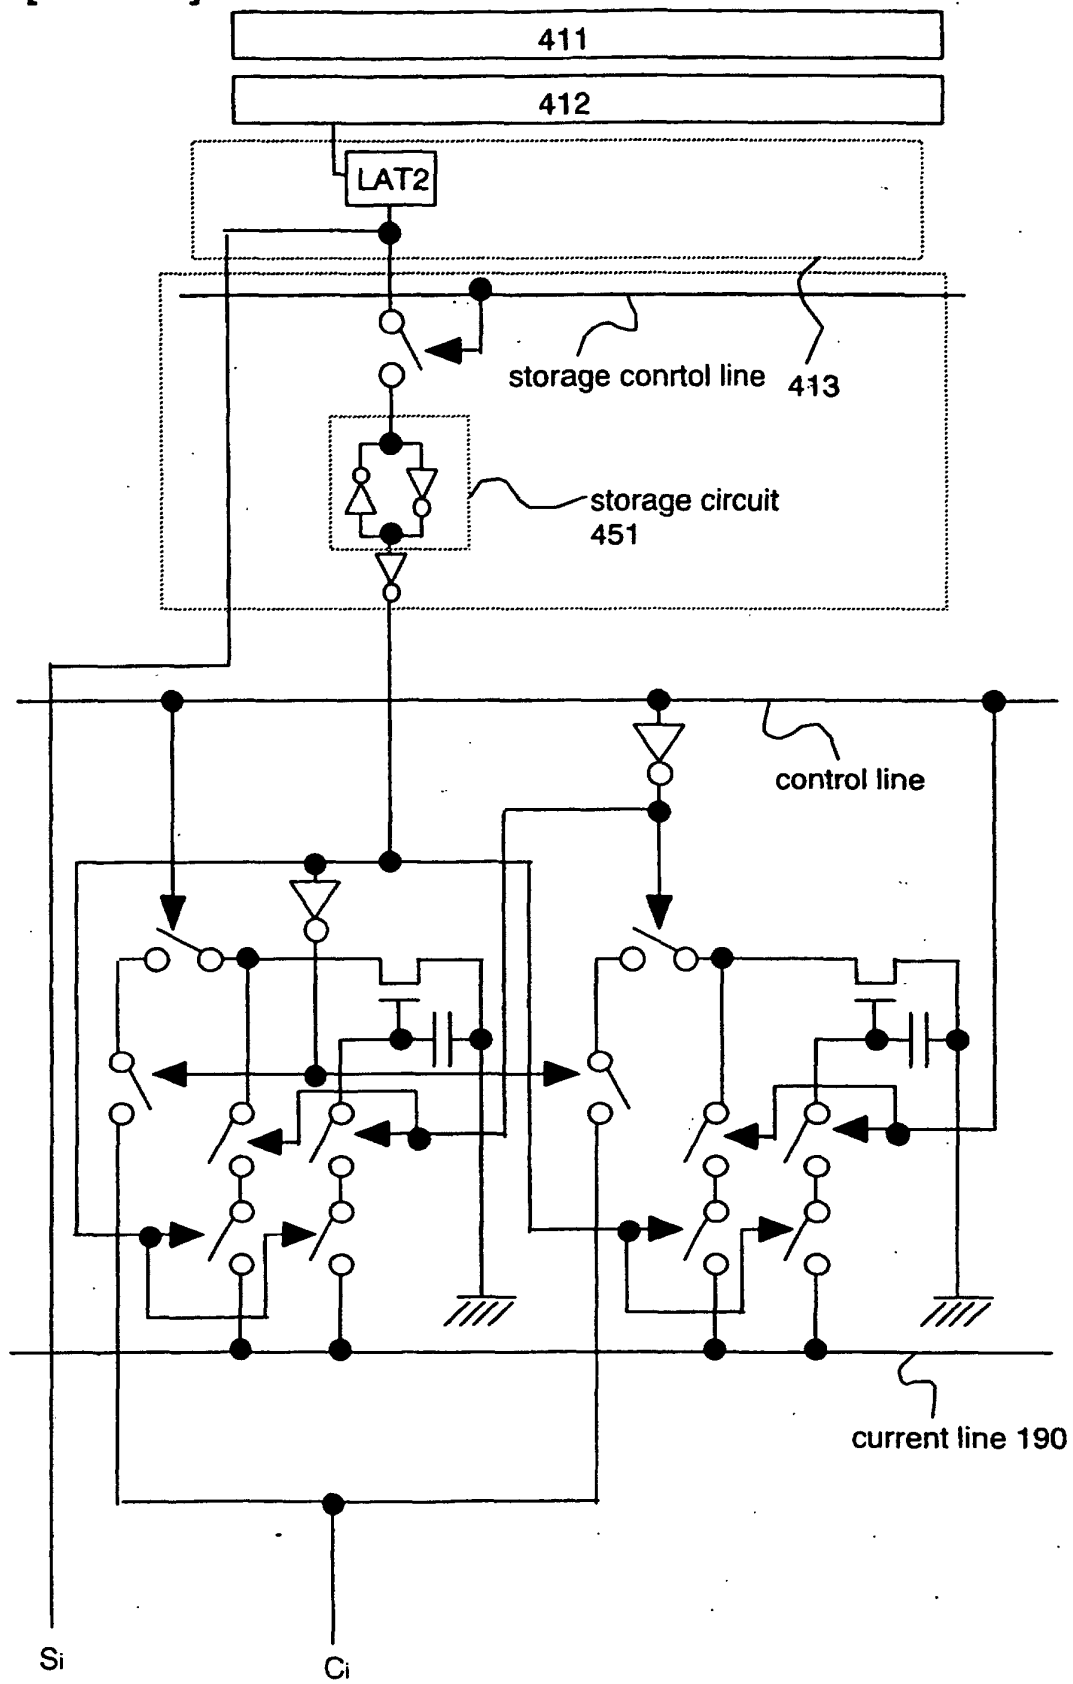 411
412
LAT2
storage conrtol line
413
storage circuit
451
control line
current line 190
Si
Ci